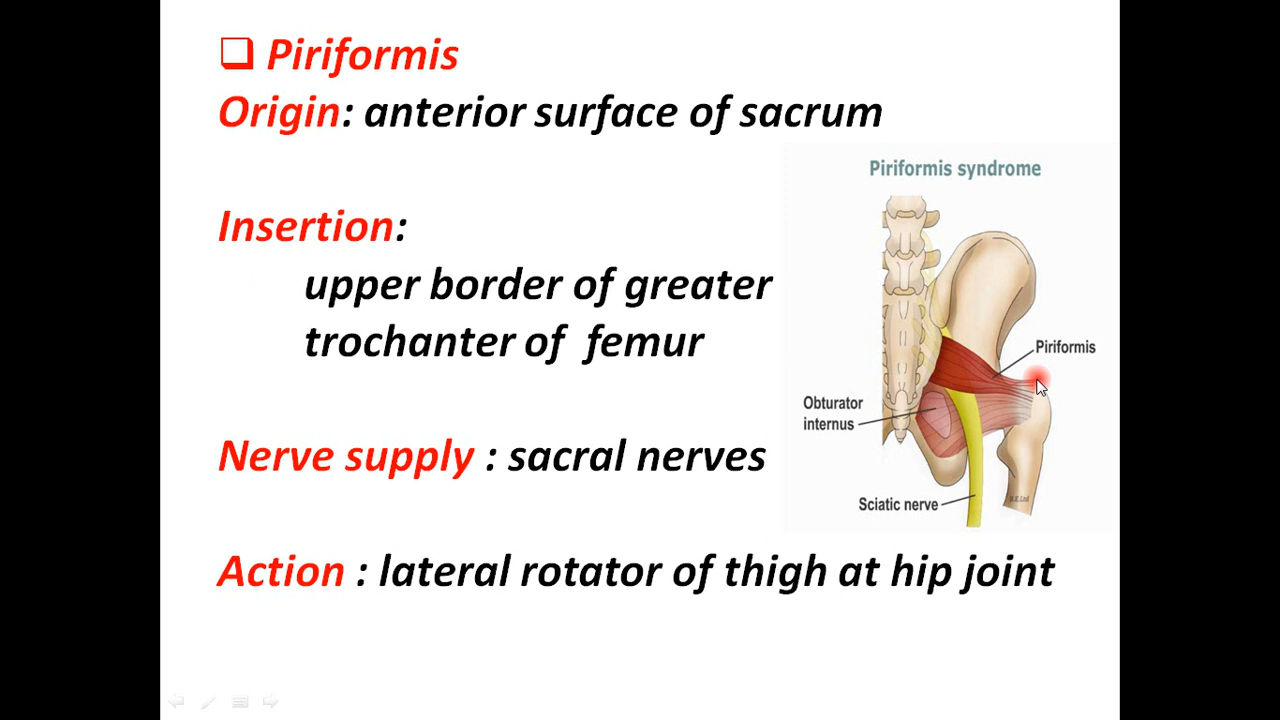 Piriformis
Origin: anterior surface of sacrum
Piriformis syndrome
Insertion:
upper border of greater
trochanter of femur
Piriformis
Obturator
internus
Nerve supply : sacral nerves
Sciatic nerve
Action : lateral rotator of thigh at hip joint